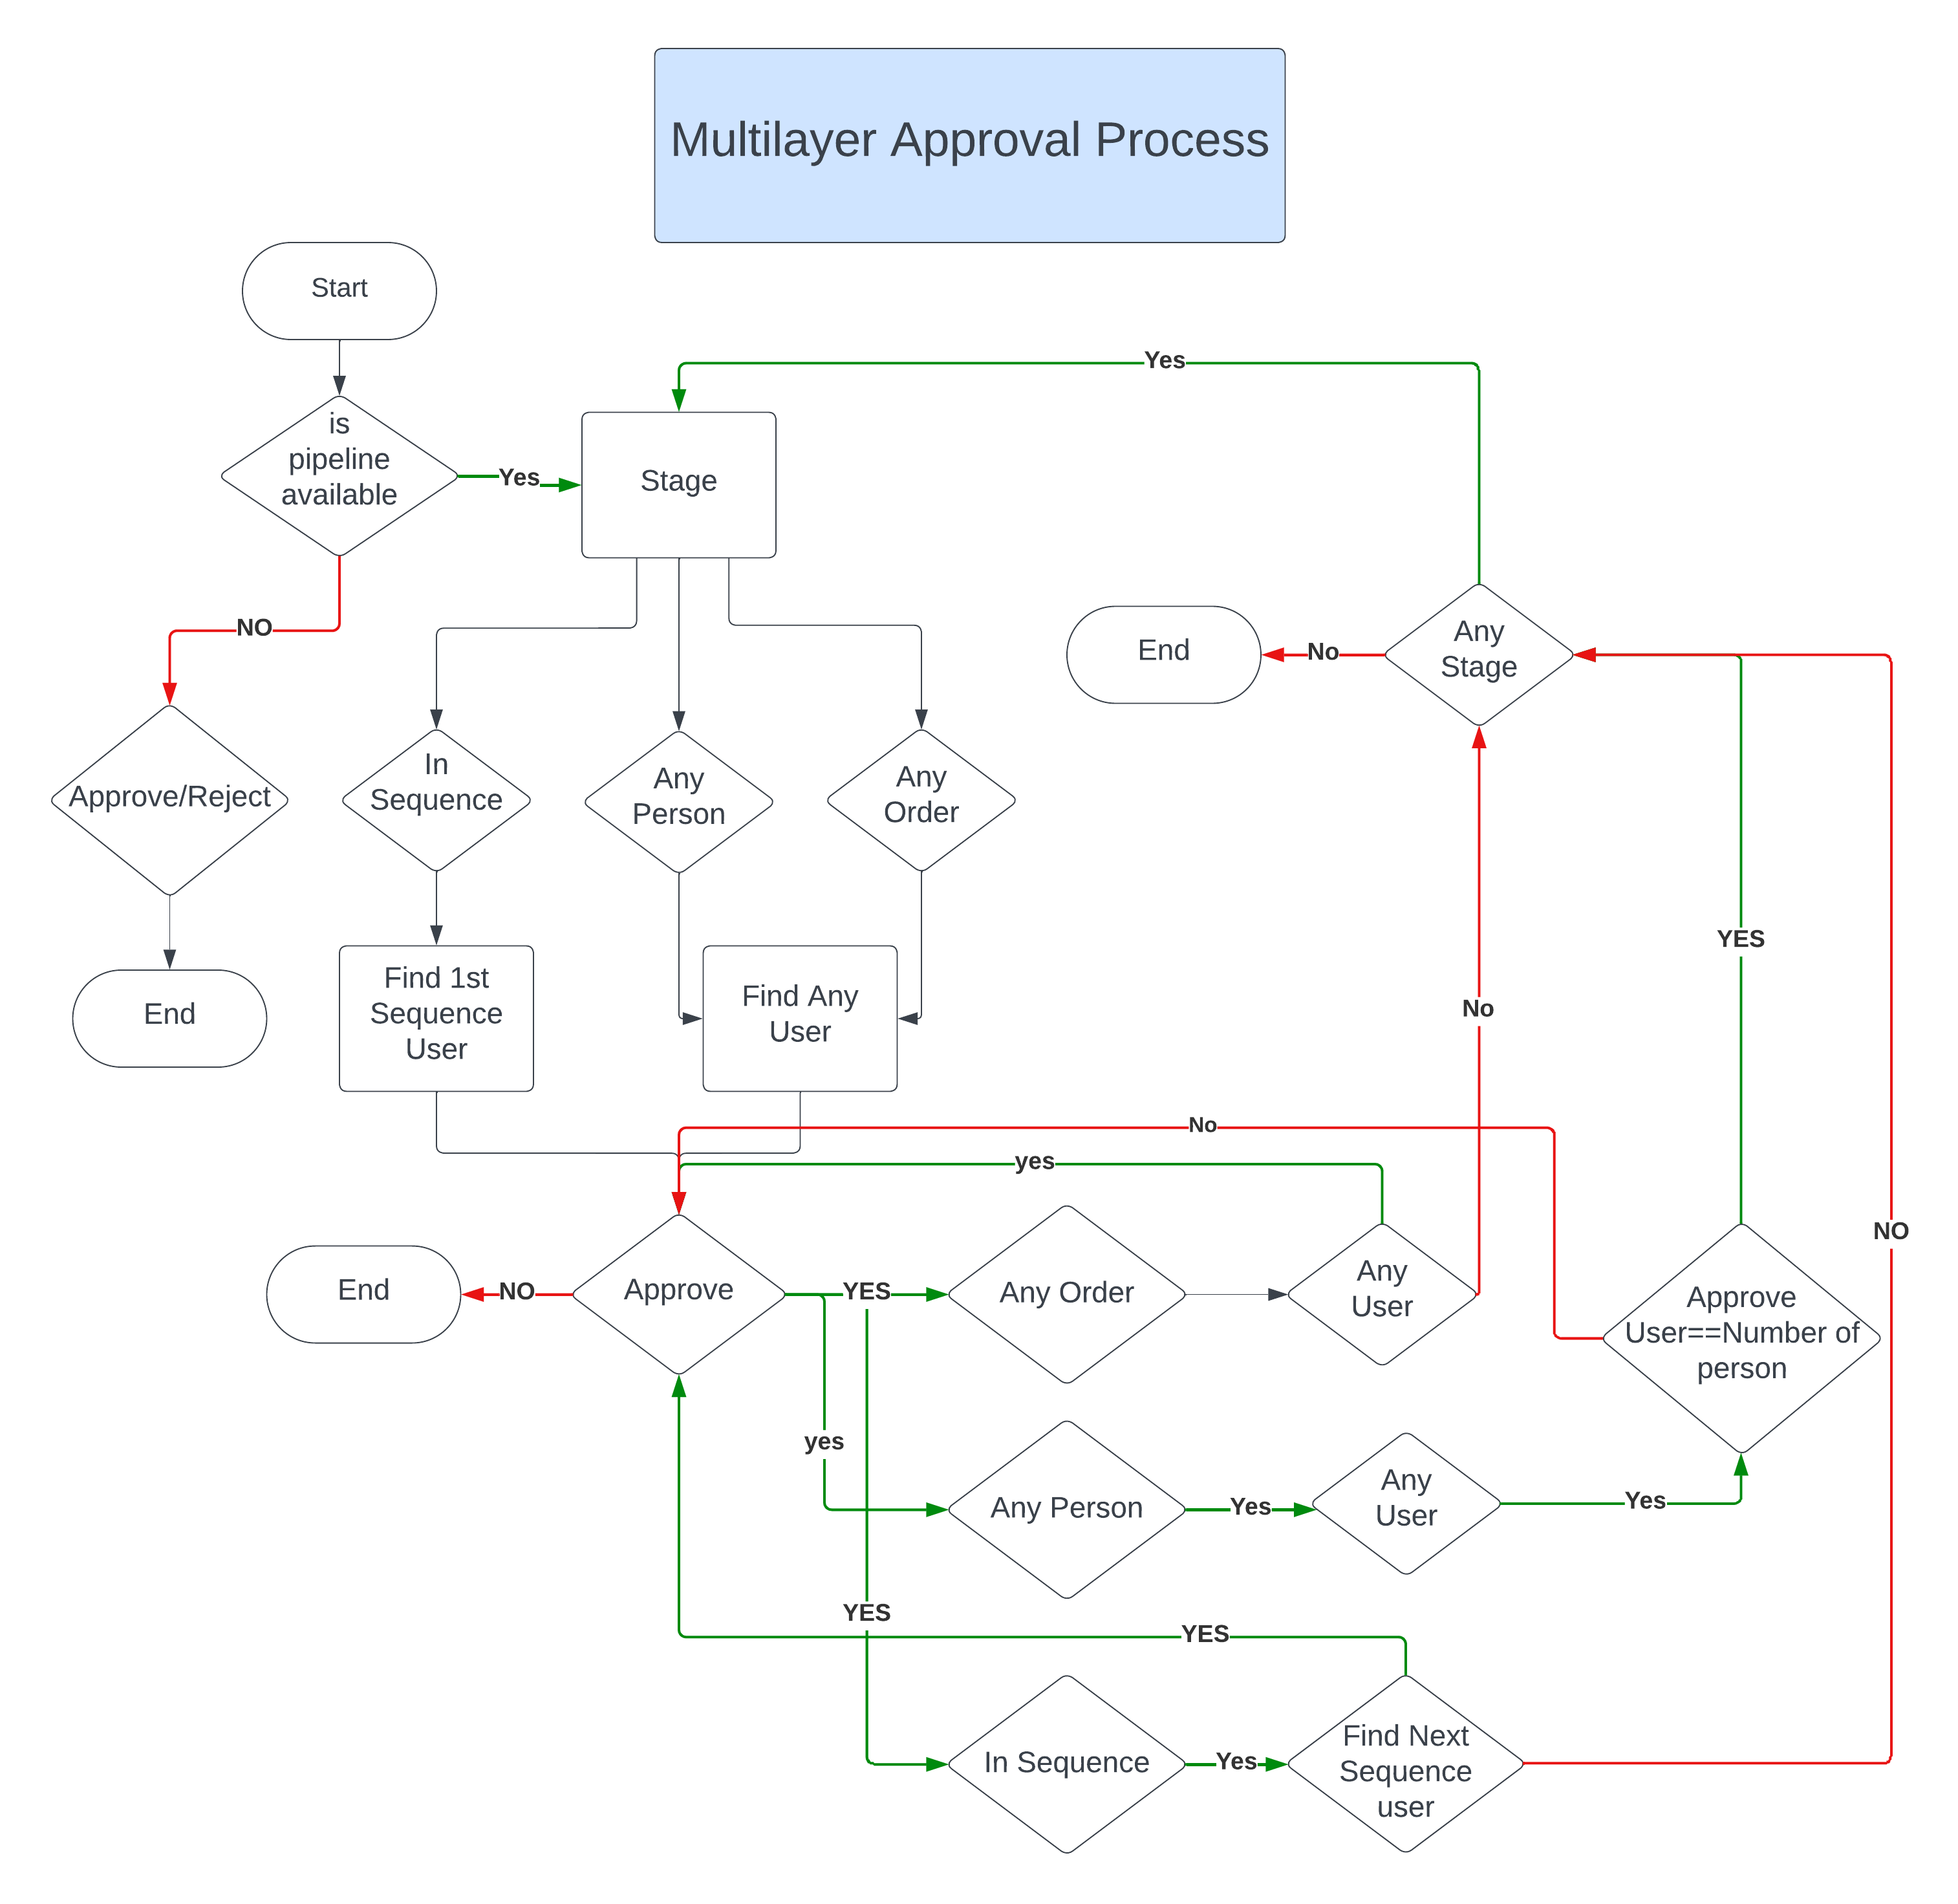 Multilayer Approval Process
Start
is
pipeline
available
Yes
Stage
Yes
NO
Approve/Reject
End
In
Sequence
Any
Person
Any
Order
End
No
Any
Stage
Find 1st
Sequence
User
Find Any
User
No
YES
No
yes
End
NO
Approve
YES
Any Order
Any
User
Approve
User==Number of
person
NO
yes
Any Person
Yes
Any
User
Yes
YES
YES
In Sequence
Yes
Find Next
Sequence
user